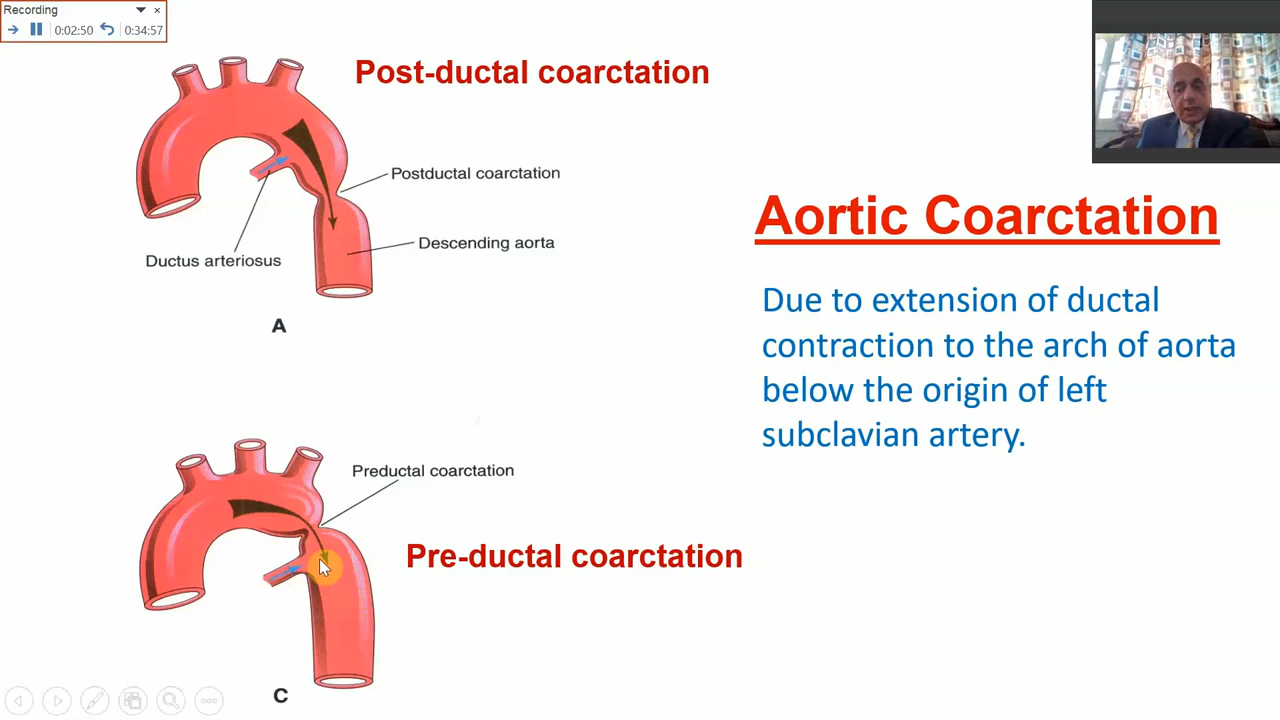 Recording
0:02:50
0:34:57
Post-ductal coarctation
Postductal coarctation
Descending aorta
Ductus arteriosus
A
Aortic Coarctation
Due to extension of ductal
contraction to the arch of aorta
below the origin of left
subclavian artery.
Preductal coarctation
Pre-ductal coarctation
C